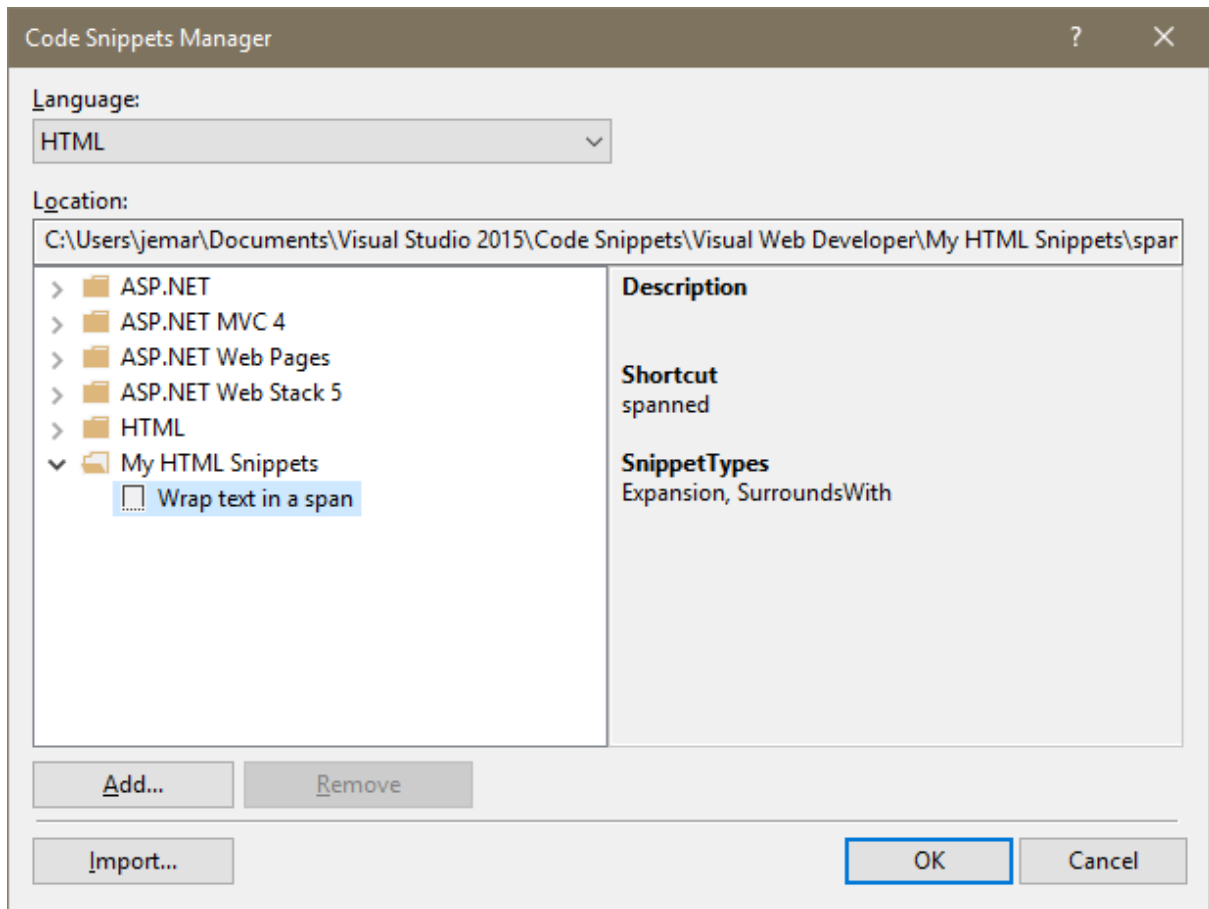 Code Snippets Manager
?
Language:
HTML
Location:
C:\Users\jemar\Documents\Visual Studio 2015\Code Snippets\Visual Web Developer\My HTML Snippets\span
ASP.NET
ASP.NET MVC 4
ASP.NET Web Pages
ASP.NET Web Stack 5
HTML
My HTML Snippets
Wrap text in a span
Description
Shortcut
spanned
SnippetTypes
Expansion, SurroundsWith
Add...
Remove
Import...
OK
Cancel